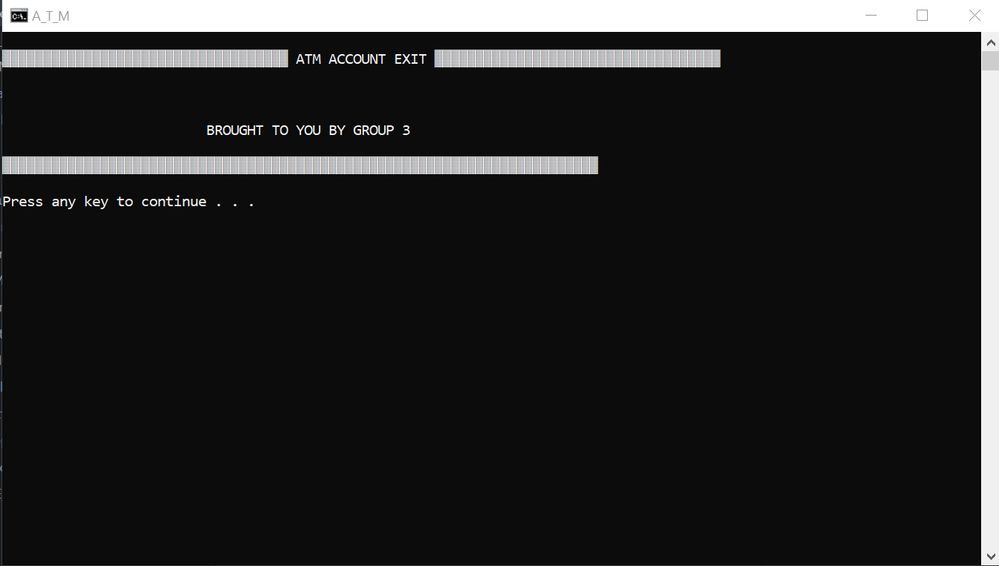 A_T_M
ATM ACCOUNT EXIT
BROUGHT TO YOU BY GROUP 3
Press any key to continue . . .